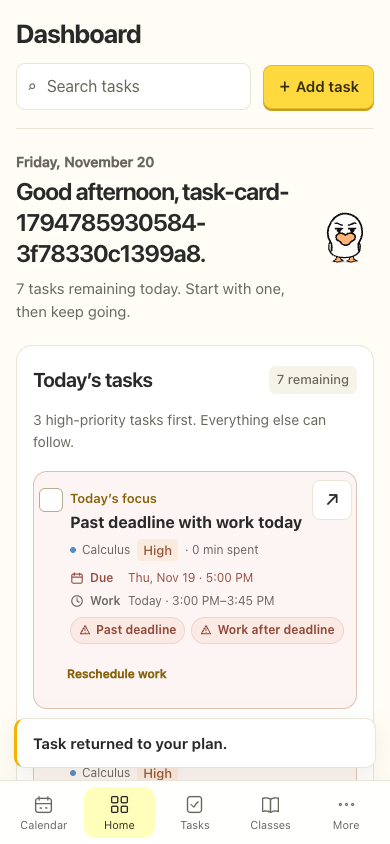 Dashboard
Search tasks
+ Add task
Friday, November 20
Good afternoon, task-card-
1794785930584-
3f78330c1399a8.
7 tasks remaining today. Start with one,
then keep going.
Today's tasks
7 remaining
3 high-priority tasks first. Everything else can
follow.
Today's focus
Past deadline with work today
Calculus High · 0 min spent
Due Thu, Nov 19 · 5:00 PM
Work Today · 3:00 PM–3:45 PM
Past deadline
Work after deadline
Reschedule work
Task returned to your plan.
Calculus High
Calendar
Home
Tasks
Classes
More